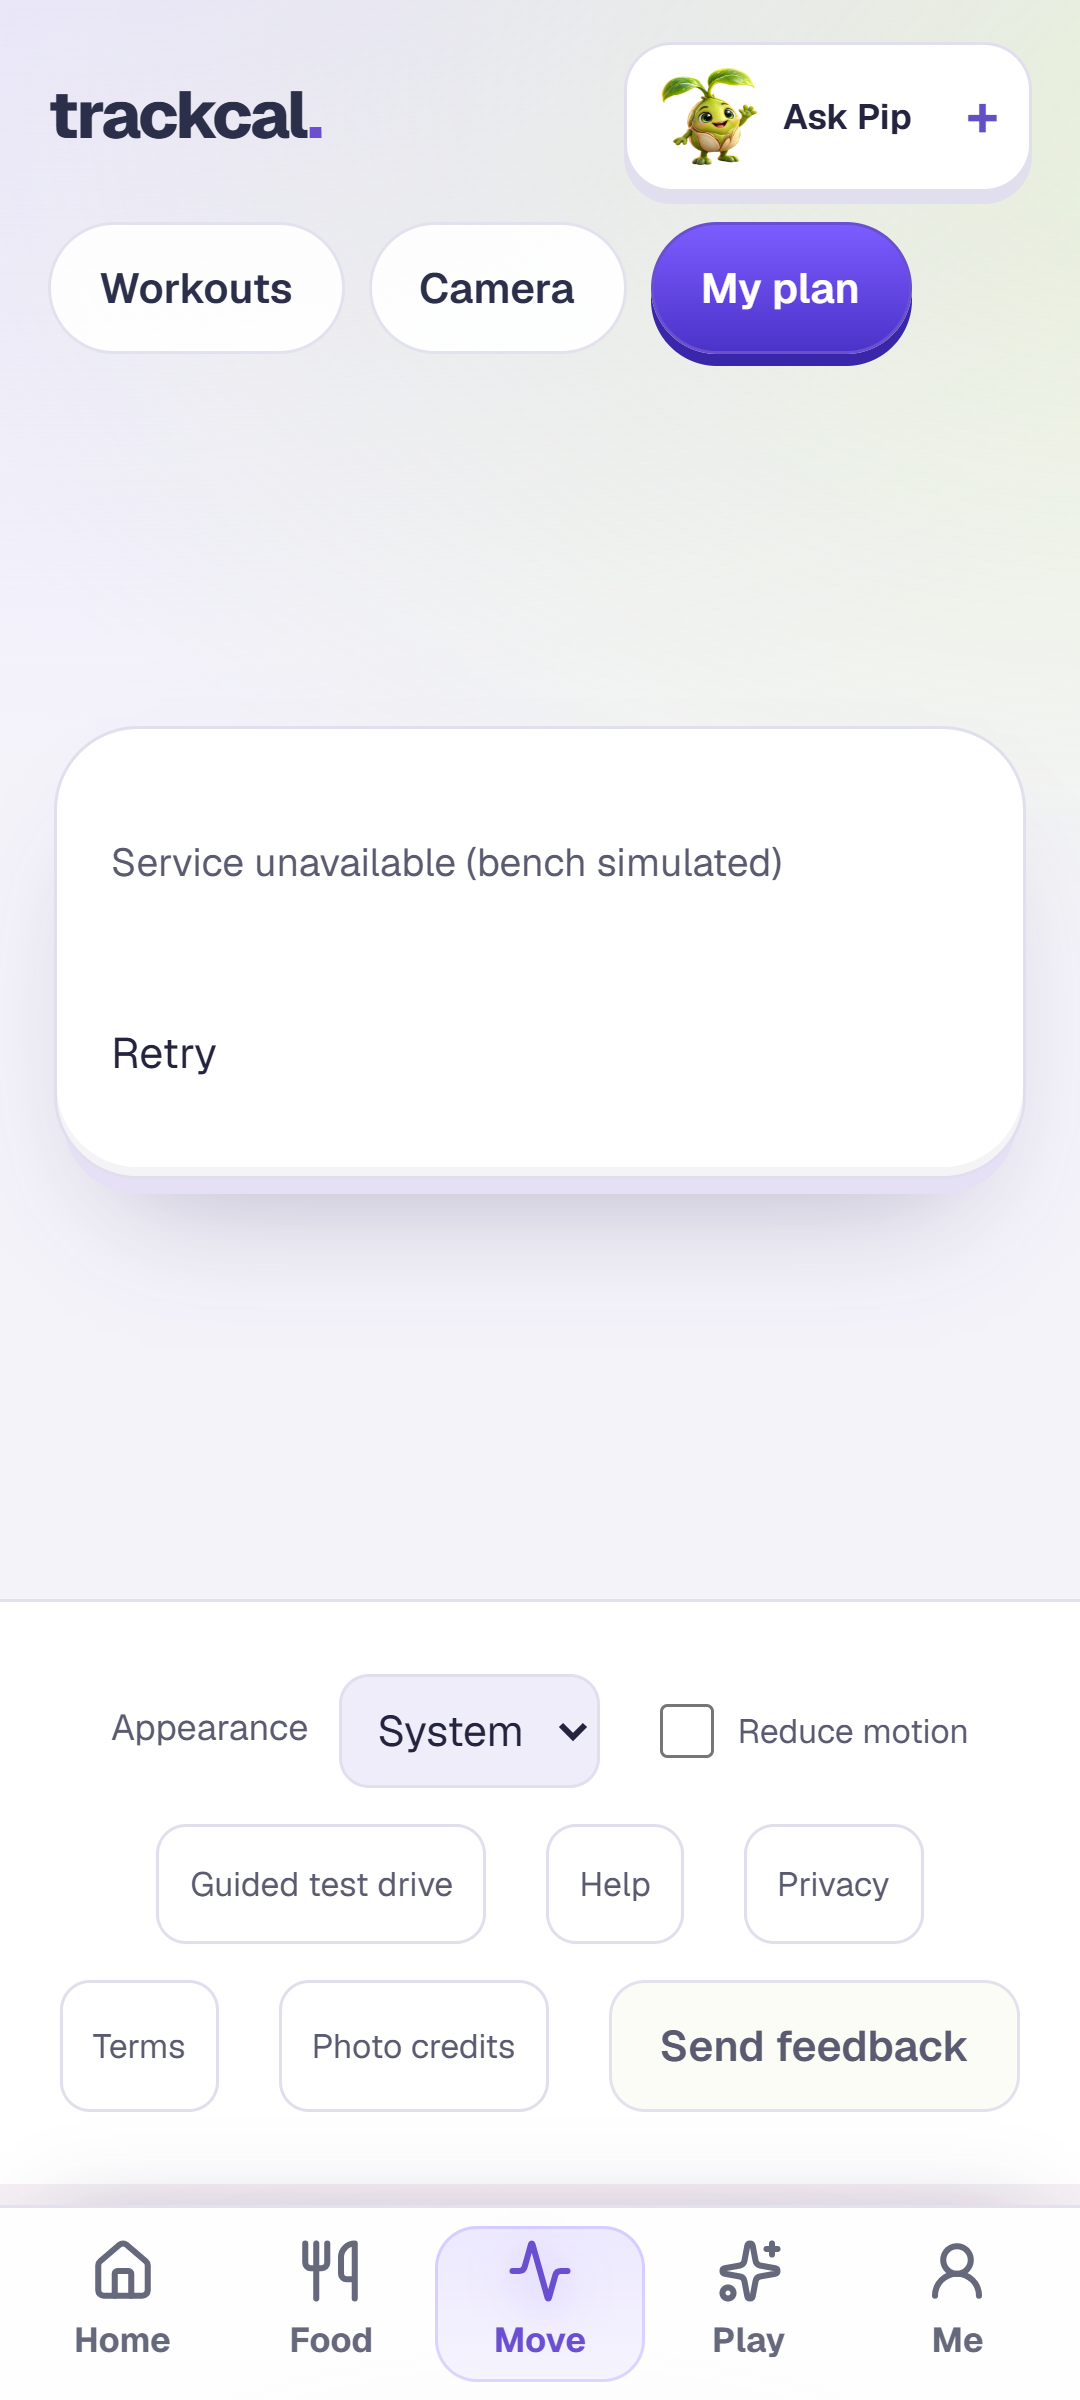 trackcal.
Ask Pip +
Workouts
Camera
My plan
Service unavailable (bench simulated)
Retry
Appearance
System
Reduce motion
Guided test drive
Help
Privacy
Terms
Photo credits
Send feedback
Home
Food
Move
Play
Me